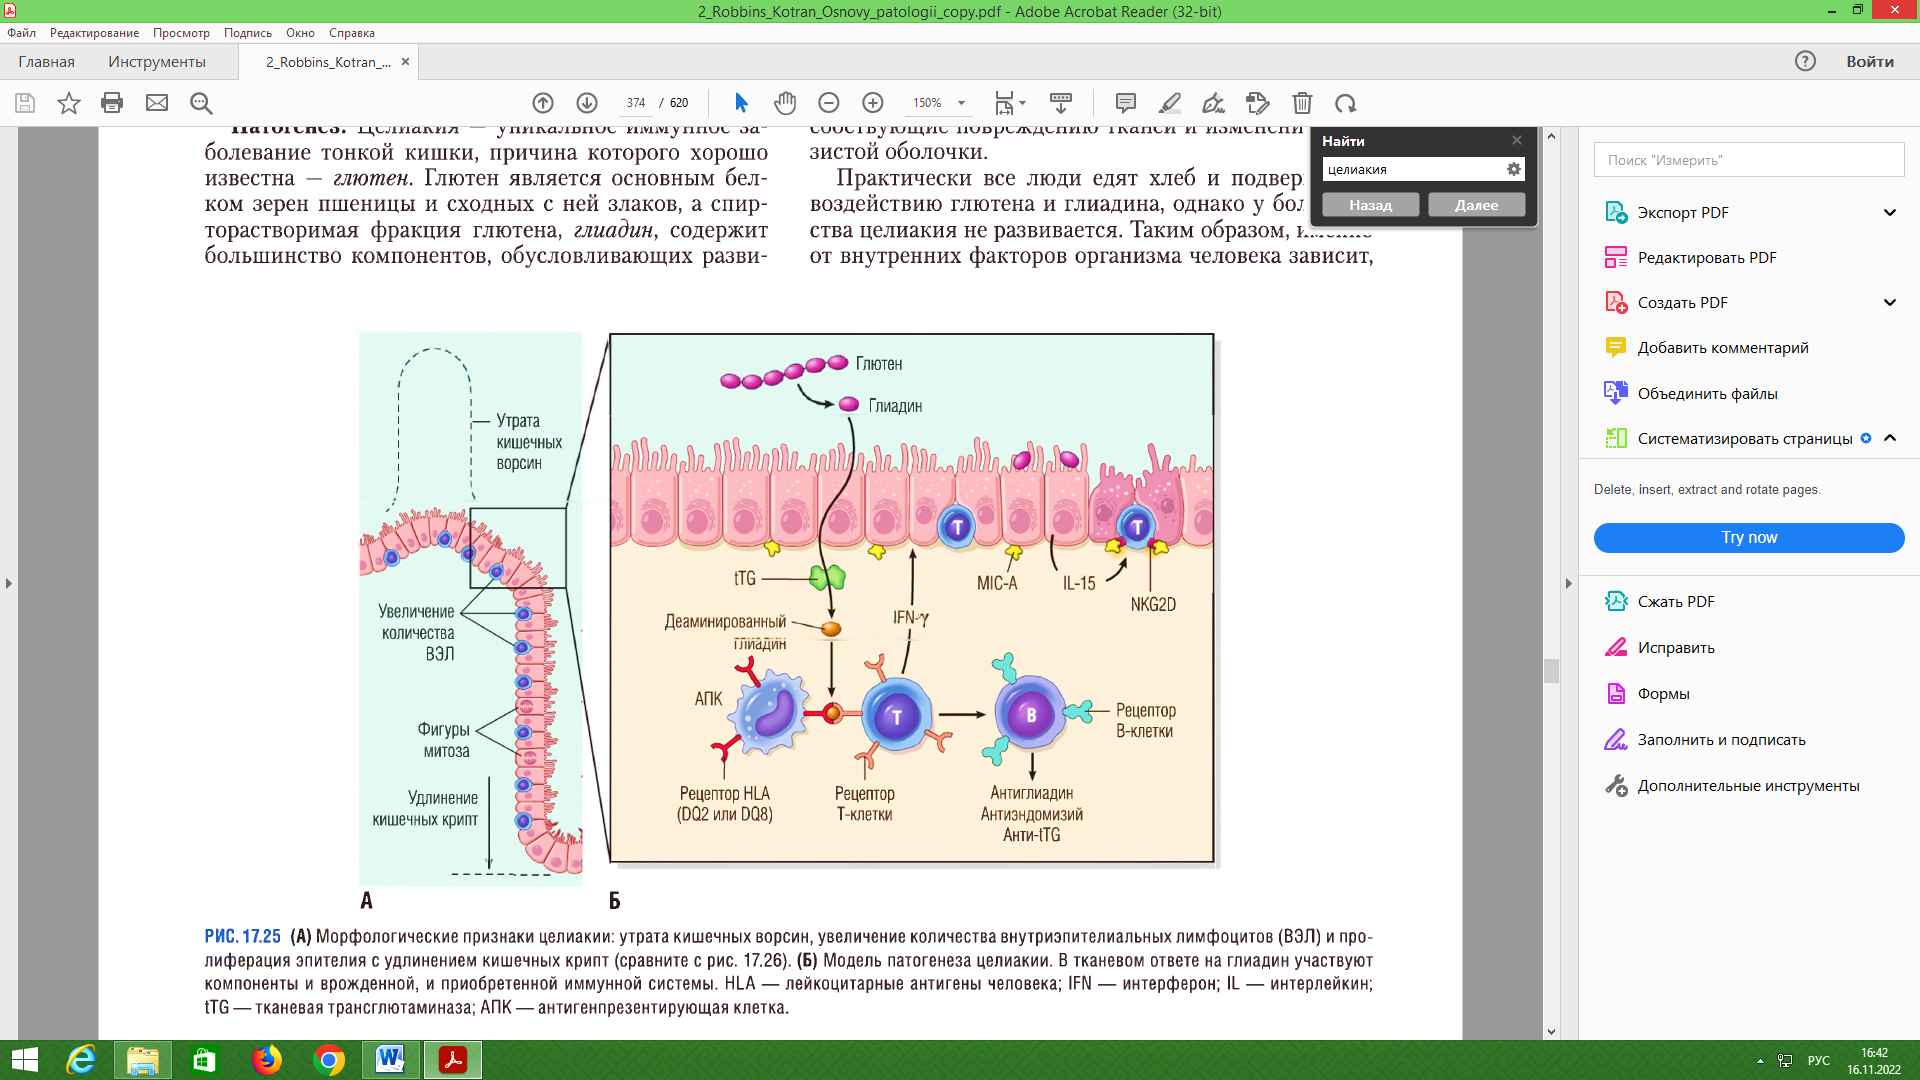 2_Robbins_Kotran_Osnovy_patologii_copy.pdf - Adobe Acrobat Reader (32-bit)
Файл Редактирование Просмотр Подпись Окно Справка
Главная Инструменты 2_Robbins_Kotran_... × Войти
374 / 620 150%
Патогенез. Целиакия — уникальное иммунное за-
болевание тонкой кишки, причина которого хорошо
известна — глютен. Глютен является основным бел-
ком зерен пшеницы и сходных с ней злаков, а спир-
торастворимая фракция глютена, глиадин, содержит
большинство компонентов, обусловливающих разви-
собствующие повреждению ткани и изменени
зистой оболочки.
Практически все люди едят хлеб и подвер
воздействию глютена и глиадина, однако у бол
ства целиакия не развивается. Таким образом, именно
от внутренних факторов организма человека зависит,
Найти
целиакия
Назад Далее
Утрата
кишечных
ворсин
Увеличение
количества
ВЭЛ
Фигуры
митоза
Удлинение
кишечных крипт
А
Глютен
Глиадин
T
T
tTG
MIC-A
IL-15
NKG2D
Деаминированный
глиадин
IFN-γ
АПК
T
B
Рецептор
В-клетки
Рецептор HLA
(DQ2 или DQ8)
Рецептор
Т-клетки
Антиглиадин
Антиэндомизий
Анти-tTG
Б
РИС. 17.25 (А) Морфологические признаки целиакии: утрата кишечных ворсин, увеличение количества внутриэпителиальных лимфоцитов (ВЭЛ) и про-
лиферация эпителия с удлинением кишечных крипт (сравните с рис. 17.26). (Б) Модель патогенеза целиакии. В тканевом ответе на глиадин участвуют
компоненты и врожденной, и приобретенной иммунной системы. HLA — лейкоцитарные антигены человека; IFN — интерферон; IL — интерлейкин;
tTG — тканевая трансглютаминаза; АПК — антигенпрезентирующая клетка.
Поиск "Измерить"
Экспорт PDF
Редактировать PDF
Создать PDF
Добавить комментарий
Объединить файлы
Систематизировать страницы
Delete, insert, extract and rotate pages.
Try now
Сжать PDF
Исправить
Формы
Заполнить и подписать
Дополнительные инструменты
РУС
16:42
16.11.2022